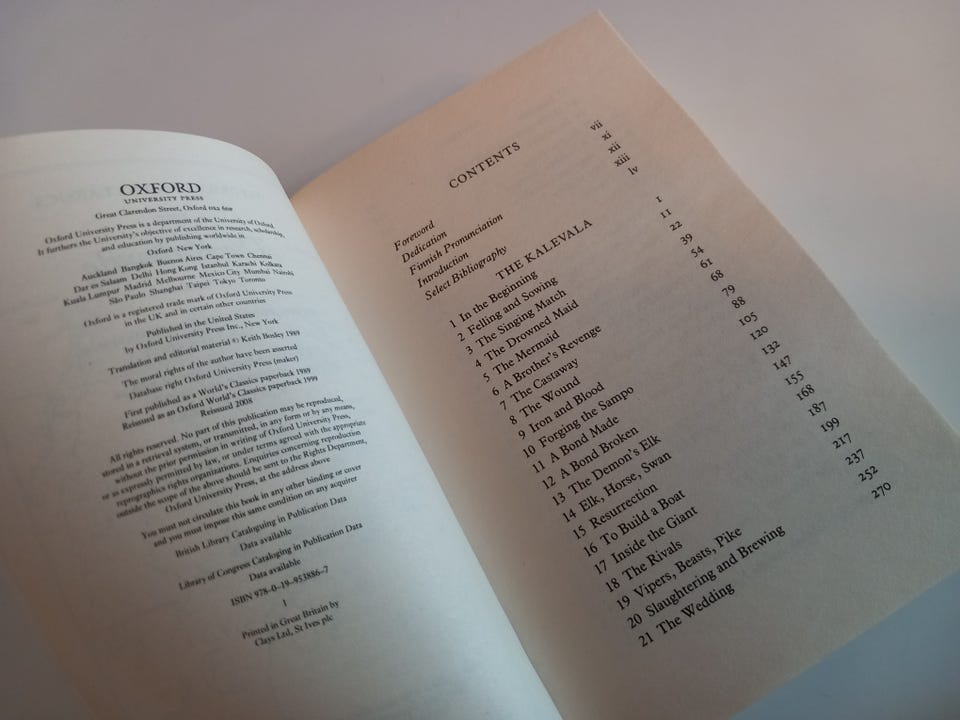 OXFORD
UNIVERSITY PRESS
Great Clarendon Street, Oxford OX2 6DP
Oxford University Press is a department of the University of Oxford.
It furthers the University's objective of excellence in research, scholarship,
and education by publishing worldwide in
Oxford New York
Auckland Bangkok Buenos Aires Cape Town Chennai
Dar es Salaam Delhi Hong Kong Istanbul Karachi Kolkata
Kuala Lumpur Madrid Melbourne Mexico City Mumbai Nairobi
São Paulo Shanghai Taipei Tokyo Toronto
Oxford is a registered trade mark of Oxford University Press
in the UK and in certain other countries
Published in the United States
by Oxford University Press Inc., New York
Translation and editorial material © Keith Bosley 1989
The moral rights of the author have been asserted
Database right Oxford University Press (maker)
First published as a World's Classics paperback 1989
Reissued as an Oxford World's Classics paperback 1999
Reissued 2008
All rights reserved. No part of this publication may be reproduced,
stored in a retrieval system, or transmitted, in any form or by any means,
without the prior permission in writing of Oxford University Press,
or as expressly permitted by law, or under terms agreed with the appropriate
reprographics rights organizations. Enquiries concerning reproduction
outside the scope of the above should be sent to the Rights Department,
Oxford University Press, at the address above
You must not circulate this book in any other binding or cover
and you must impose this same condition on any acquirer
British Library Cataloguing in Publication Data
Data available
Library of Congress Cataloging in Publication Data
Data available
ISBN 978-0-19-953886-7
1
Printed in Great Britain by
Clays Ltd, St Ives plc
CONTENTS
Foreword vii
Dedication xi
Finnish Pronunciation xii
Introduction xiii
Select Bibliography lv
THE KALEVALA
1 In the Beginning 1
2 Felling and Sowing 11
3 The Singing Match 22
4 The Drowned Maid 39
5 The Mermaid 54
6 A Brother's Revenge 61
7 The Castaway 68
8 The Wound 79
9 Iron and Blood 88
10 Forging the Sampo 105
11 A Bond Made 120
12 A Bond Broken 132
13 The Demon's Elk 147
14 Elk, Horse, Swan 155
15 Resurrection 168
16 To Build a Boat 187
17 Inside the Giant 199
18 The Rivals 217
19 Vipers, Beasts, Pike 237
20 Slaughtering and Brewing 252
21 The Wedding 270